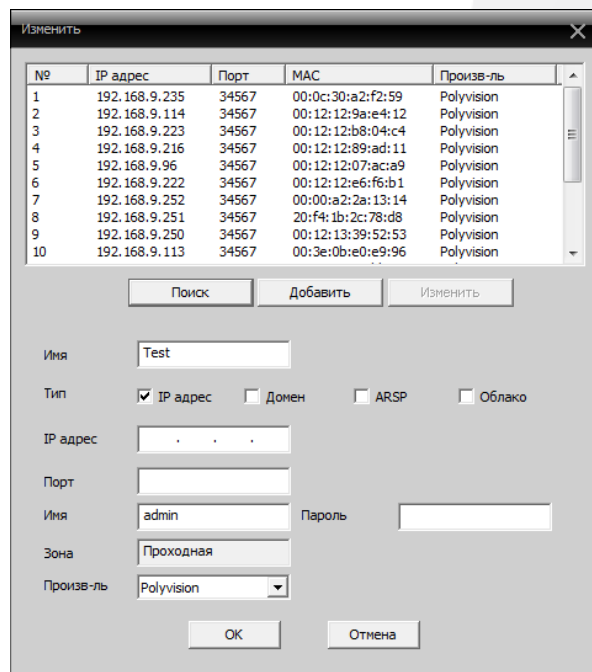 Изменить
№ IP адрес Порт MAC Произв-ль
1 192.168.9.235 34567 00:0c:30:a2:f2:59 Polyvision
2 192.168.9.114 34567 00:12:12:9a:e4:12 Polyvision
3 192.168.9.223 34567 00:12:12:b8:04:c4 Polyvision
4 192.168.9.216 34567 00:12:12:89:ad:11 Polyvision
5 192.168.9.96 34567 00:12:12:07:ac:a9 Polyvision
6 192.168.9.222 34567 00:12:12:e6:f6:b1 Polyvision
7 192.168.9.252 34567 00:00:a2:2a:13:14 Polyvision
8 192.168.9.251 34567 20:f4:1b:2c:78:d8 Polyvision
9 192.168.9.250 34567 00:12:13:39:52:53 Polyvision
10 192.168.9.113 34567 00:3e:0b:e0:e9:96 Polyvision
Поиск Добавить Изменить
Имя Test
Тип IP адрес Домен ARSP Облако
IP адрес . . .
Порт
Имя admin Пароль
Зона Проходная
Произв-ль Polyvision
OK Отмена